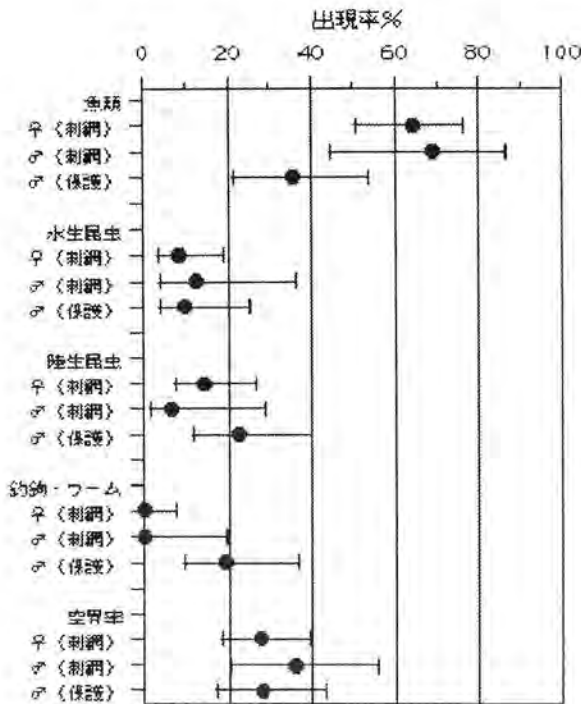 出現率%
0 20 40 60 80 100
魚類
♀（刺網）
♂（刺網）
♂（保護）
水生昆虫
♀（刺網）
♂（刺網）
♂（保護）
陸生昆虫
♀（刺網）
♂（刺網）
♂（保護）
釣鉤・ワーム
♀（刺網）
♂（刺網）
♂（保護）
空胃率
♀（刺網）
♂（刺網）
♂（保護）